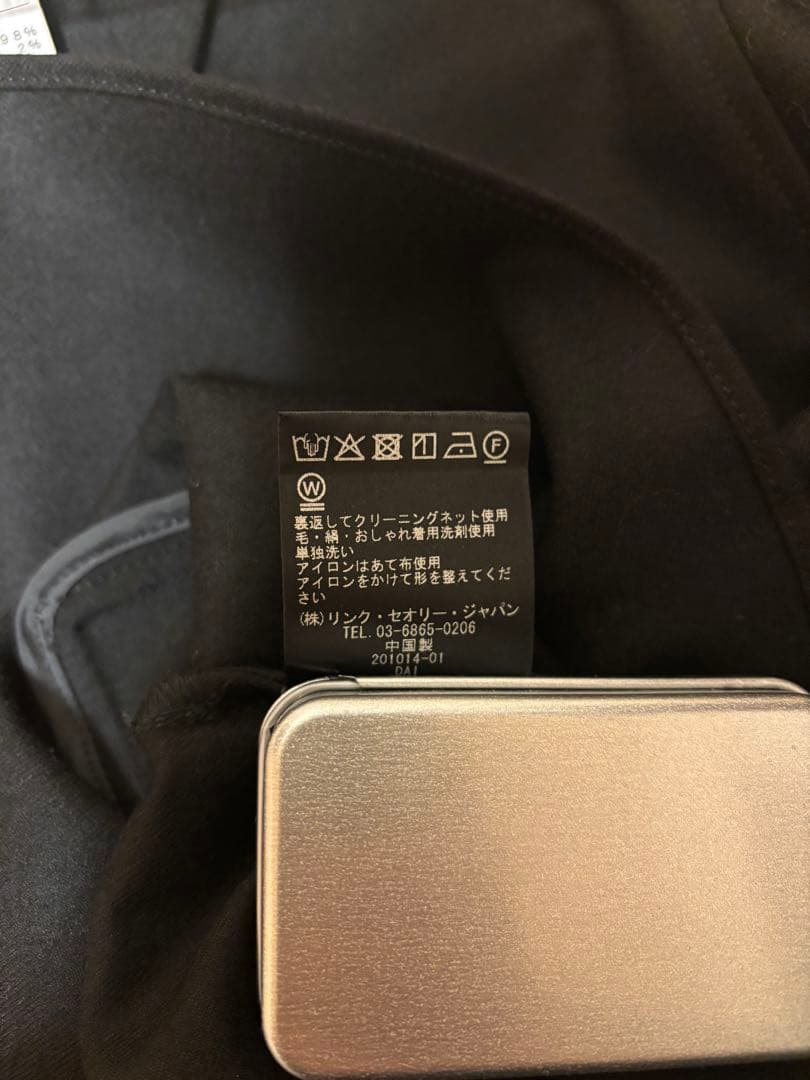 98%
2%
F
W
裏返してクリーニングネット使用
毛・絹・おしゃれ着用洗剤使用
単独洗い
アイロンはあて布使用
アイロンをかけて形を整えてくだ
さい
(株)リンク・セオリー・ジャパン
TEL. 03-6865-0206
中国製
201014-01